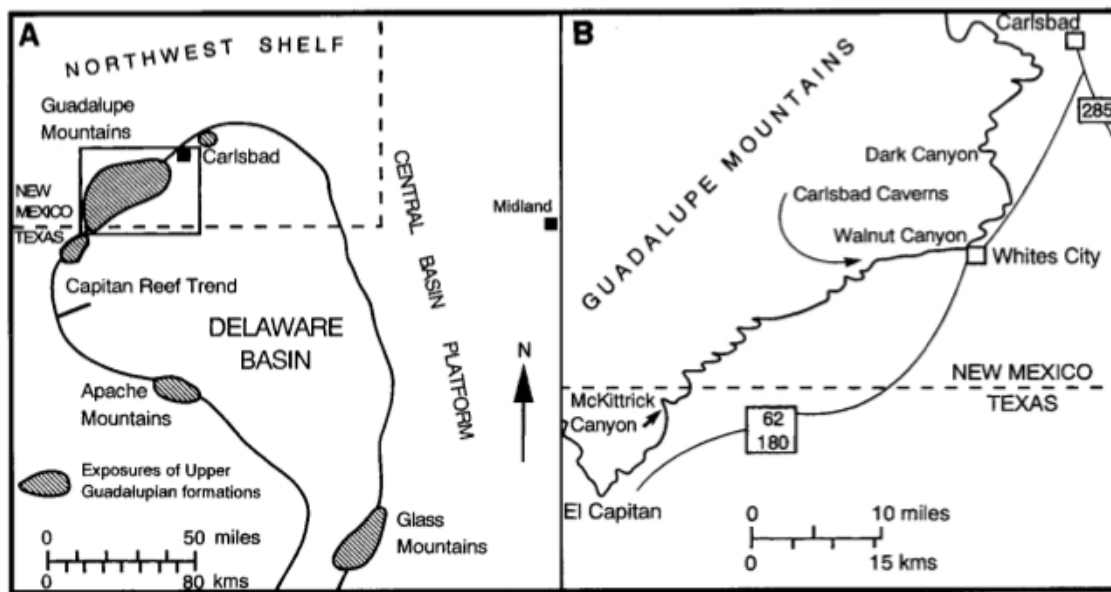 A
NORTHWEST SHELF
Guadalupe
Mountains
Carlsbad
NEW
MEXICO
TEXAS
Midland
CENTRAL BASIN PLATFORM
Capitan Reef Trend
DELAWARE
BASIN
N
Apache
Mountains
Exposures of Upper
Guadalupian formations
Glass
Mountains
0 50 miles
0 80 kms
B
Carlsbad
285
GUADALUPE MOUNTAINS
Dark Canyon
Carlsbad Caverns
Walnut Canyon
Whites City
NEW MEXICO
TEXAS
McKittrick
Canyon
62
180
El Capitan
0 10 miles
0 15 kms